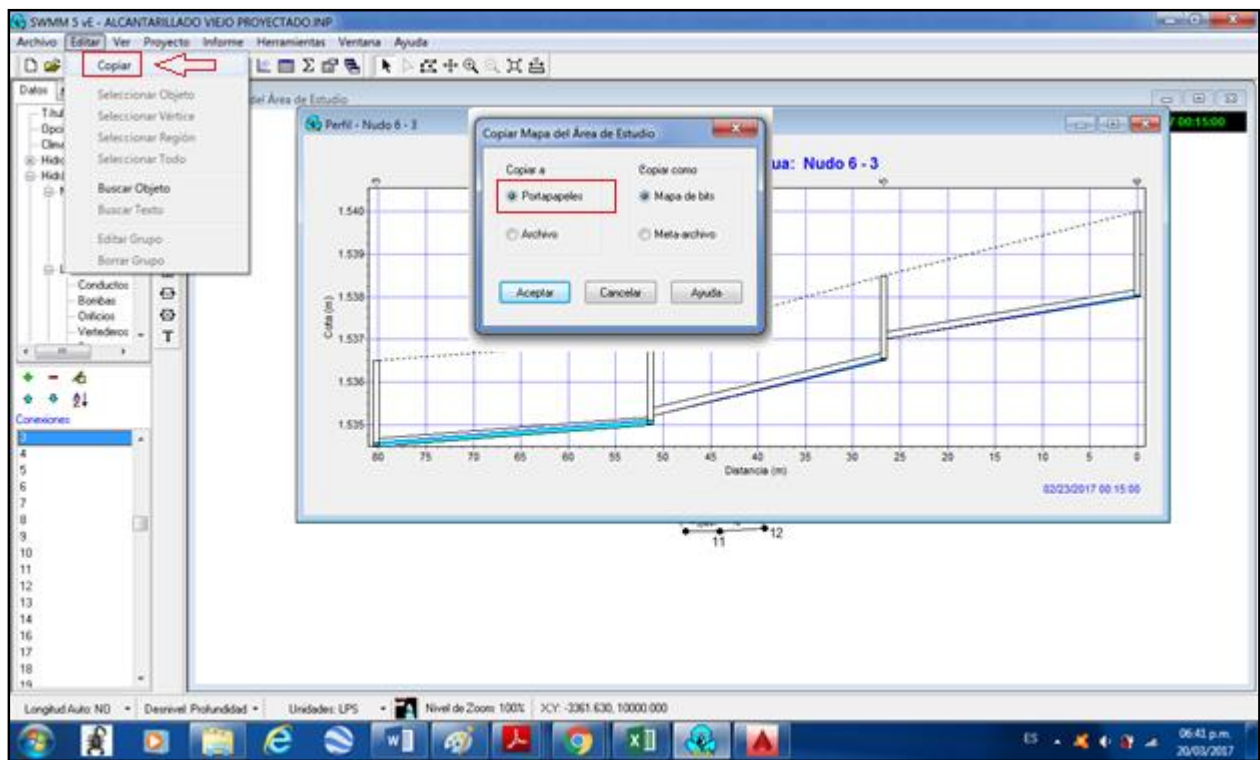 SWMM 5 vE - ALCANTARILLADO VIEJO PROYECTADO.INP
Archivo Editar Ver Proyecto Informe Herramientas Ventana Ayuda
Copiar
Seleccionar Objeto
Seleccionar Vértice
Seleccionar Región
Seleccionar Todo
Buscar Objeto
Buscar Texto
Editar Grupo
Borrar Grupo
Datos
del Área de Estudio
00:15:00
Conductos
Bombas
Orificios
Vertederos
T
Conexiones
3
4
5
6
7
8
9
10
11
12
13
14
16
17
18
19
Perfil - Nudo 6 - 3
ua: Nudo 6 - 3
Copiar Mapa del Área de Estudio
Copiar a
Copiar como
Portapapeles
Mapa de bits
Archivo
Meta-archivo
Aceptar
Cancelar
Ayuda
1.540
1.539
1.538
1.537
1.536
1.535
Cota (m)
80 75 70 65 60 55 50 45 40 35 30 25 20 15 10 5 0
Distancia (m)
02/23/2017 00:15:00
11
12
Longitud Auto: NO Desnivel: Profundidad Unidades: LPS Nivel de Zoom: 100% X,Y: -3361.630, 10000.000
ES
06:41 p.m.
20/03/2017